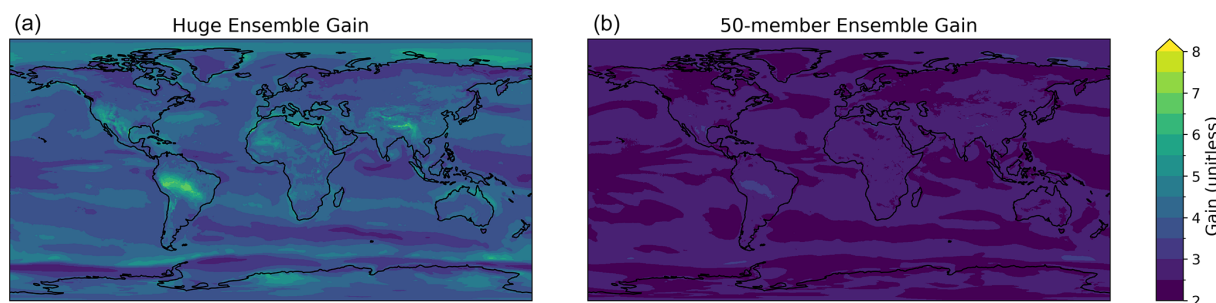 (a)
Huge Ensemble Gain
(b)
50-member Ensemble Gain
8
7
6
5
4
3
2
Gain (unitless)